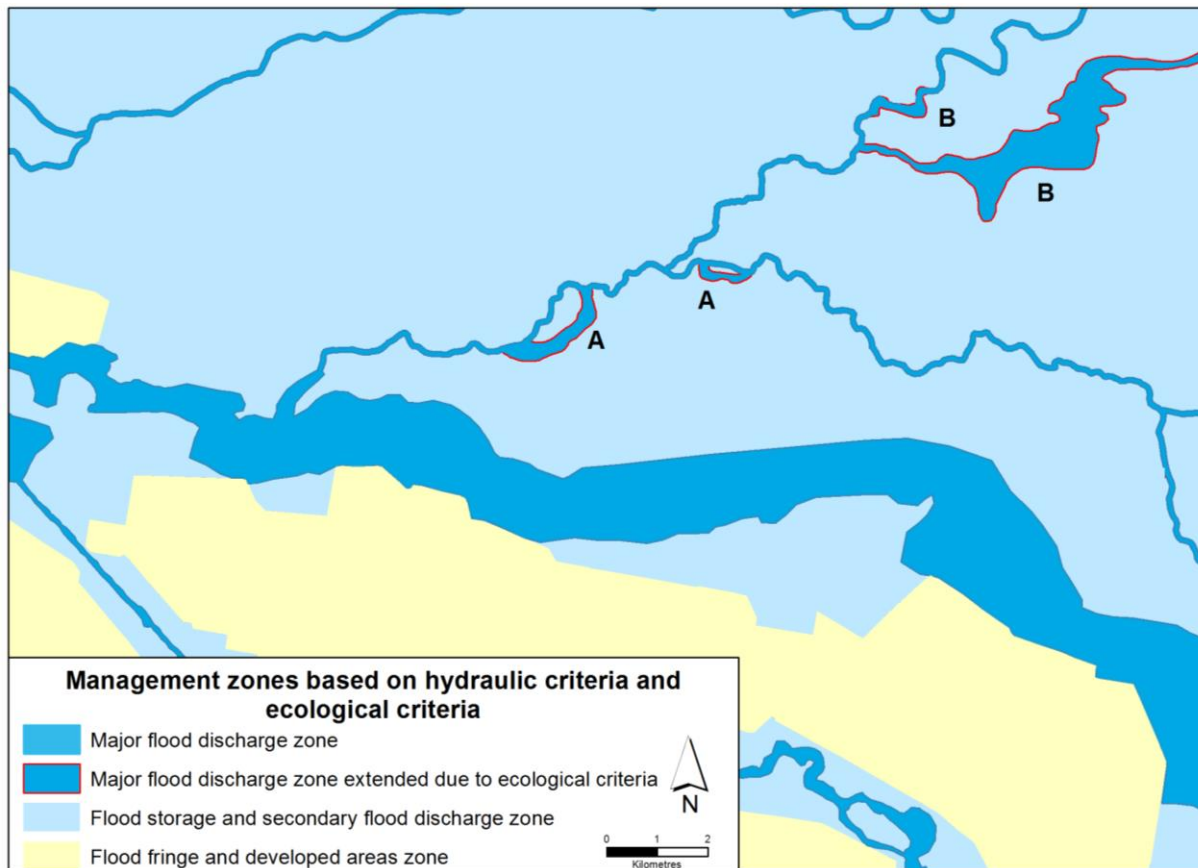 B
B
A
A
Management zones based on hydraulic criteria and
ecological criteria
Major flood discharge zone
Major flood discharge zone extended due to ecological criteria
Flood storage and secondary flood discharge zone
Flood fringe and developed areas zone
N
0 1 2
Kilometres